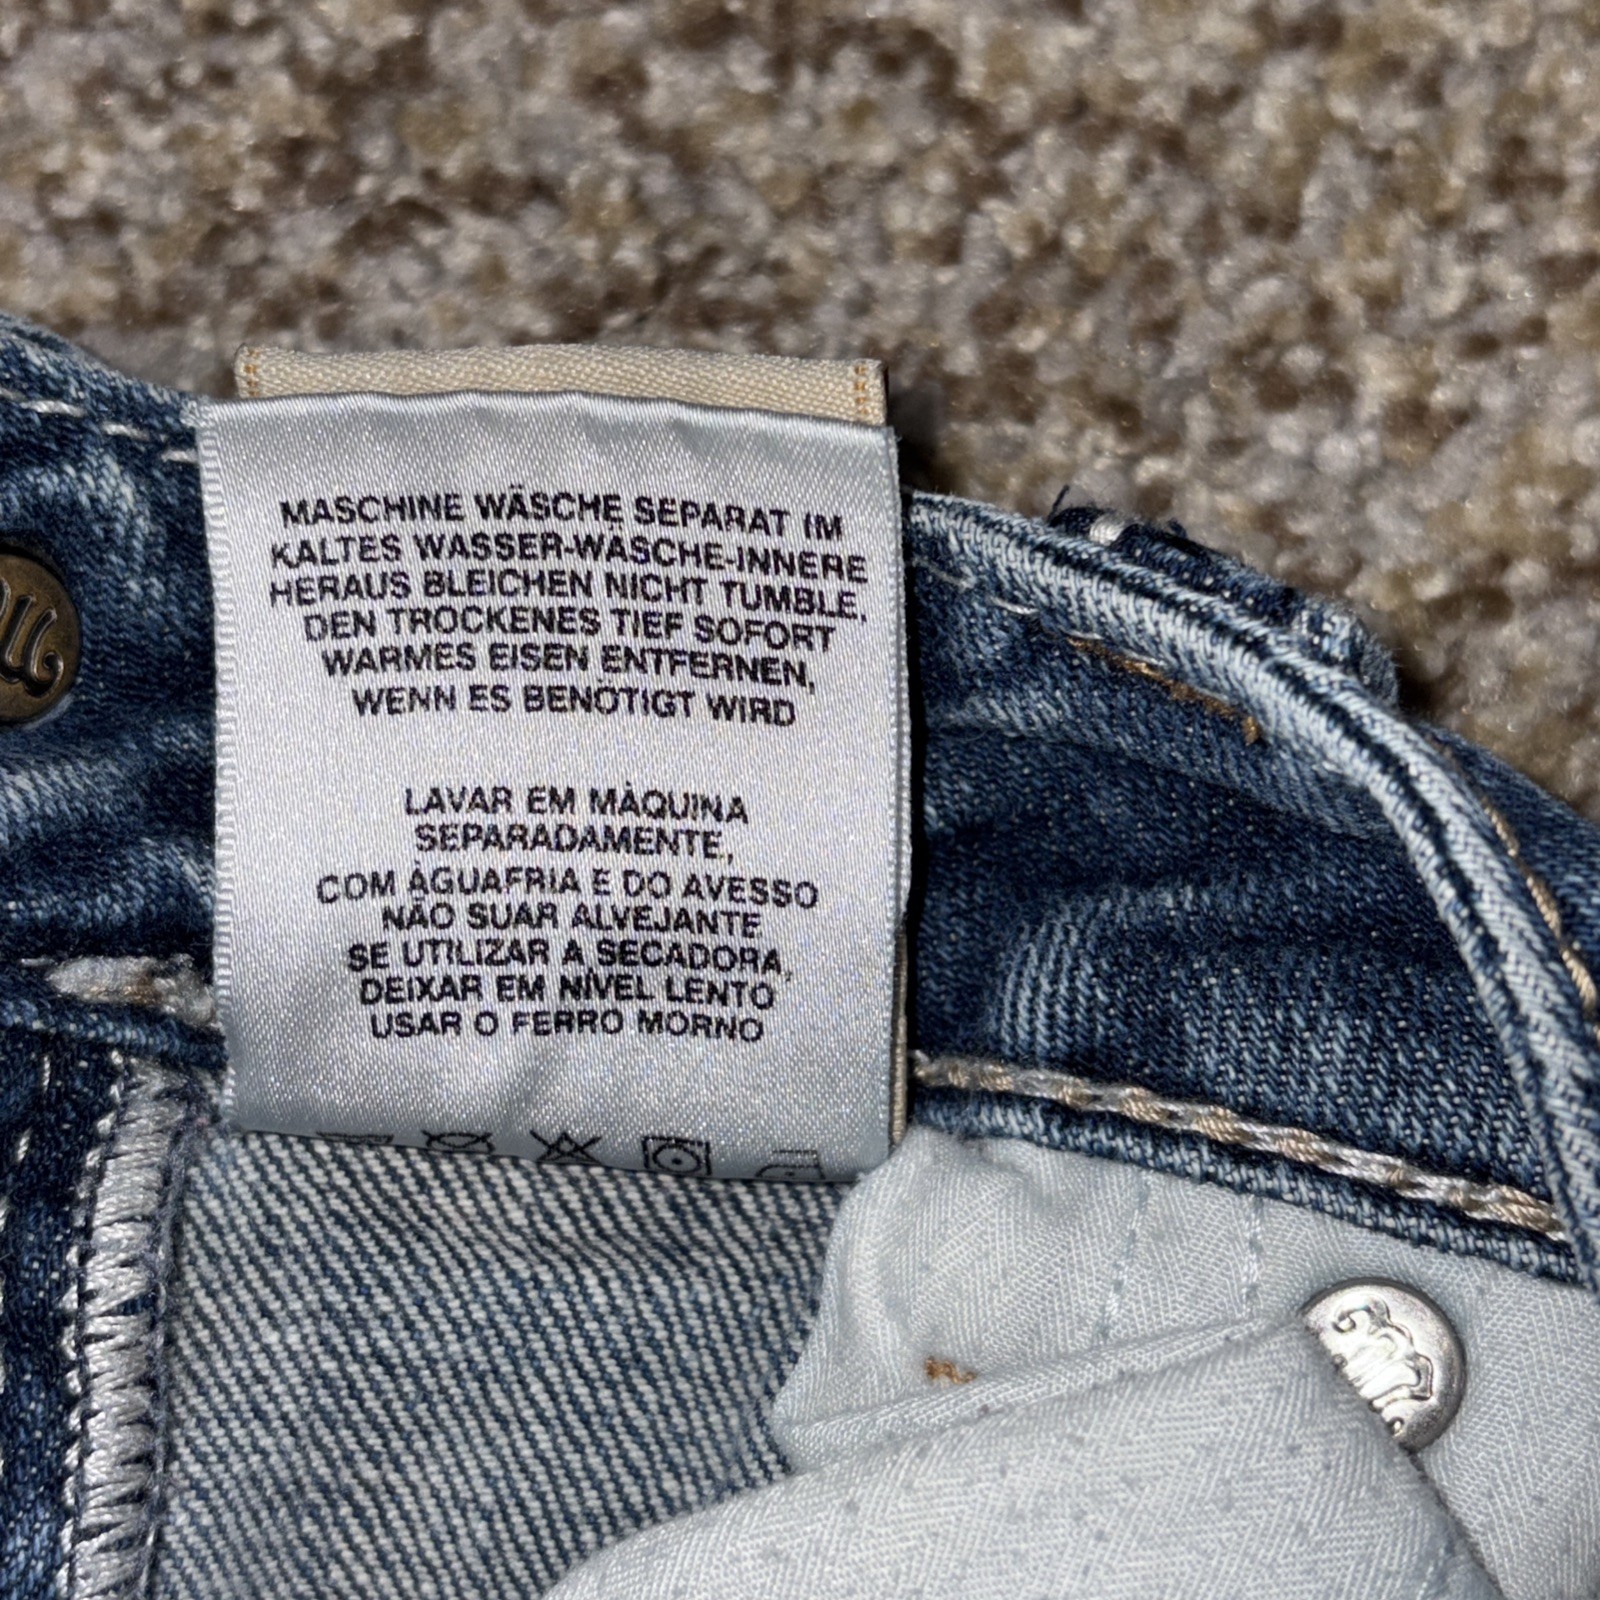 MASCHINE WÄSCHE SEPARAT IM
KALTES WASSER-WASCHE-INNERE
HERAUS BLEICHEN NICHT TUMBLE,
DEN TROCKENES TIEF SOFORT
WARMES EISEN ENTFERNEN,
WENN ES BENÖTIGT WIRD
LAVAR EM MÀQUINA
SEPARADAMENTE,
COM ÀGUAFRIA E DO AVESSO
NÃO SUAR ALVEJANTE
SE UTILIZAR A SECADORA,
DEIXAR EM NÍVEL LENTO
USAR O FERRO MORNO